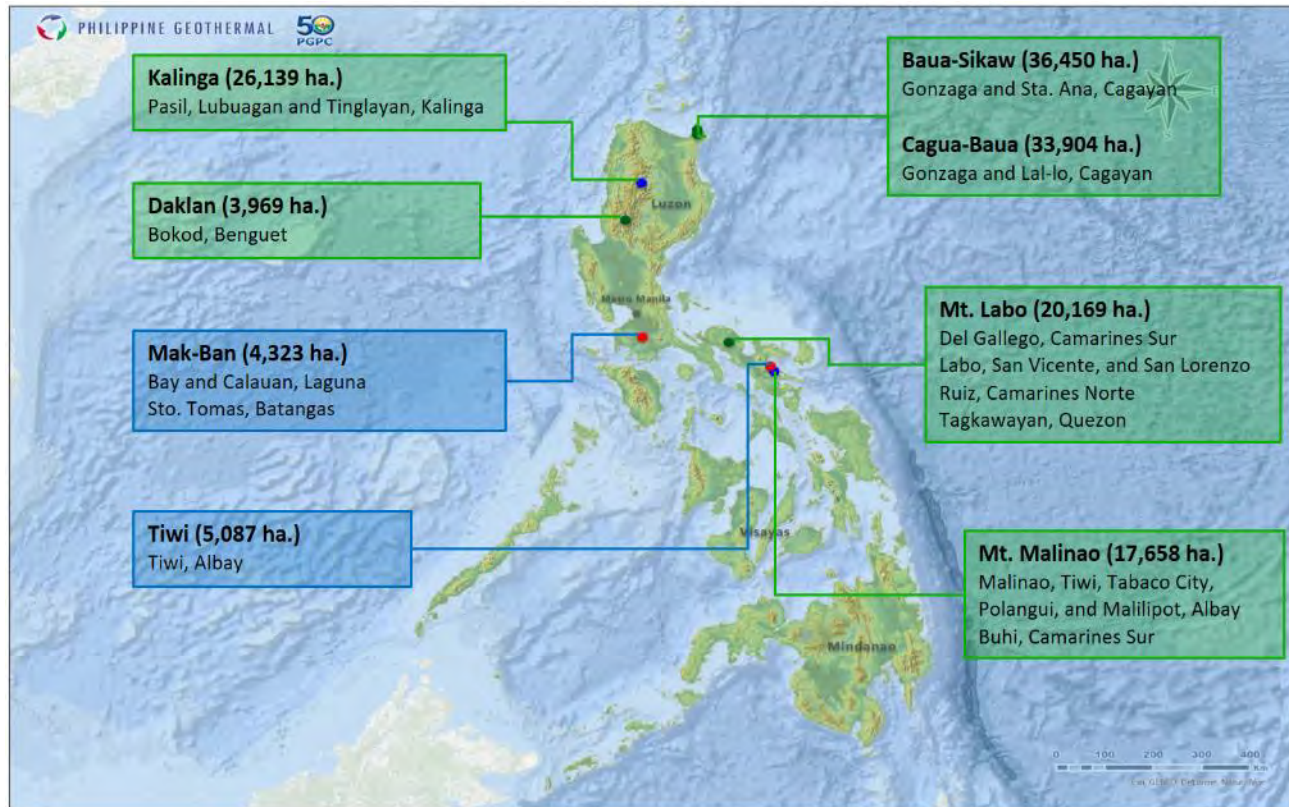 PHILIPPINE GEOTHERMAL
50
PGPC
Kalinga (26,139 ha.)
Pasil, Lubuagan and Tinglayan, Kalinga
Baua-Sikaw (36,450 ha.)
Gonzaga and Sta. Ana, Cagayan
Cagua-Baua (33,904 ha.)
Gonzaga and Lal-lo, Cagayan
Daklan (3,969 ha.)
Bokod, Benguet
Luzon
Metro Manila
Mak-Ban (4,323 ha.)
Bay and Calauan, Laguna
Sto. Tomas, Batangas
Mt. Labo (20,169 ha.)
Del Gallego, Camarines Sur
Labo, San Vicente, and San Lorenzo
Ruiz, Camarines Norte
Tagkawayan, Quezon
Tiwi (5,087 ha.)
Tiwi, Albay
Visayas
Mt. Malinao (17,658 ha.)
Malinao, Tiwi, Tabaco City,
Polangui, and Malilipot, Albay
Buhi, Camarines Sur
Mindanao
0 100 200 300 400
Km
Esri, GEBCO, DeLorme, NaturalVue